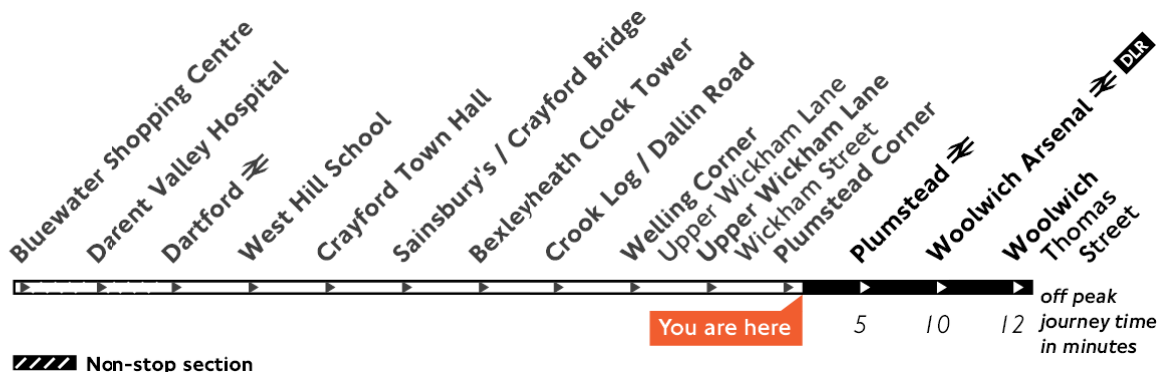 Bluewater Shopping Centre
Darent Valley Hospital
Dartford
West Hill School
Crayford Town Hall
Sainsbury's / Crayford Bridge
Bexleyheath Clock Tower
Crook Log / Dallin Road
Welling Corner
Upper Wickham Lane
Upper Wickham Lane
Wickham Street
Plumstead Corner
Plumstead
Woolwich Arsenal DLR
Woolwich
Thomas
Street
You are here
5 10 12
off peak
journey time
in minutes
Non-stop section